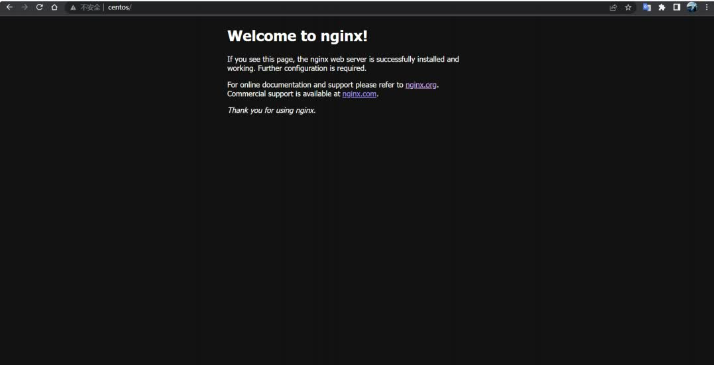 不安全 | centos/
Welcome to nginx!
If you see this page, the nginx web server is successfully installed and
working. Further configuration is required.
For online documentation and support please refer to nginx.org.
Commercial support is available at nginx.com.
Thank you for using nginx.